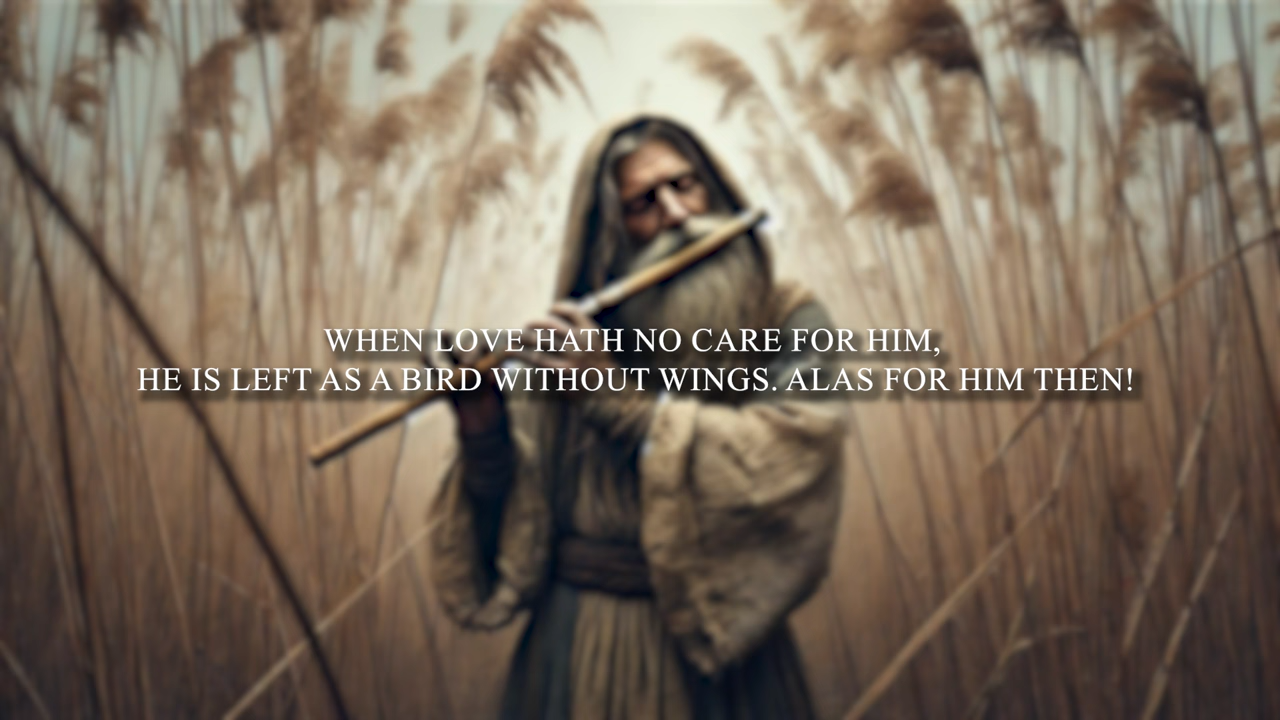 WHEN LOVE HATH NO CARE FOR HIM,
HE IS LEFT AS A BIRD WITHOUT WINGS. ALAS FOR HIM THEN!